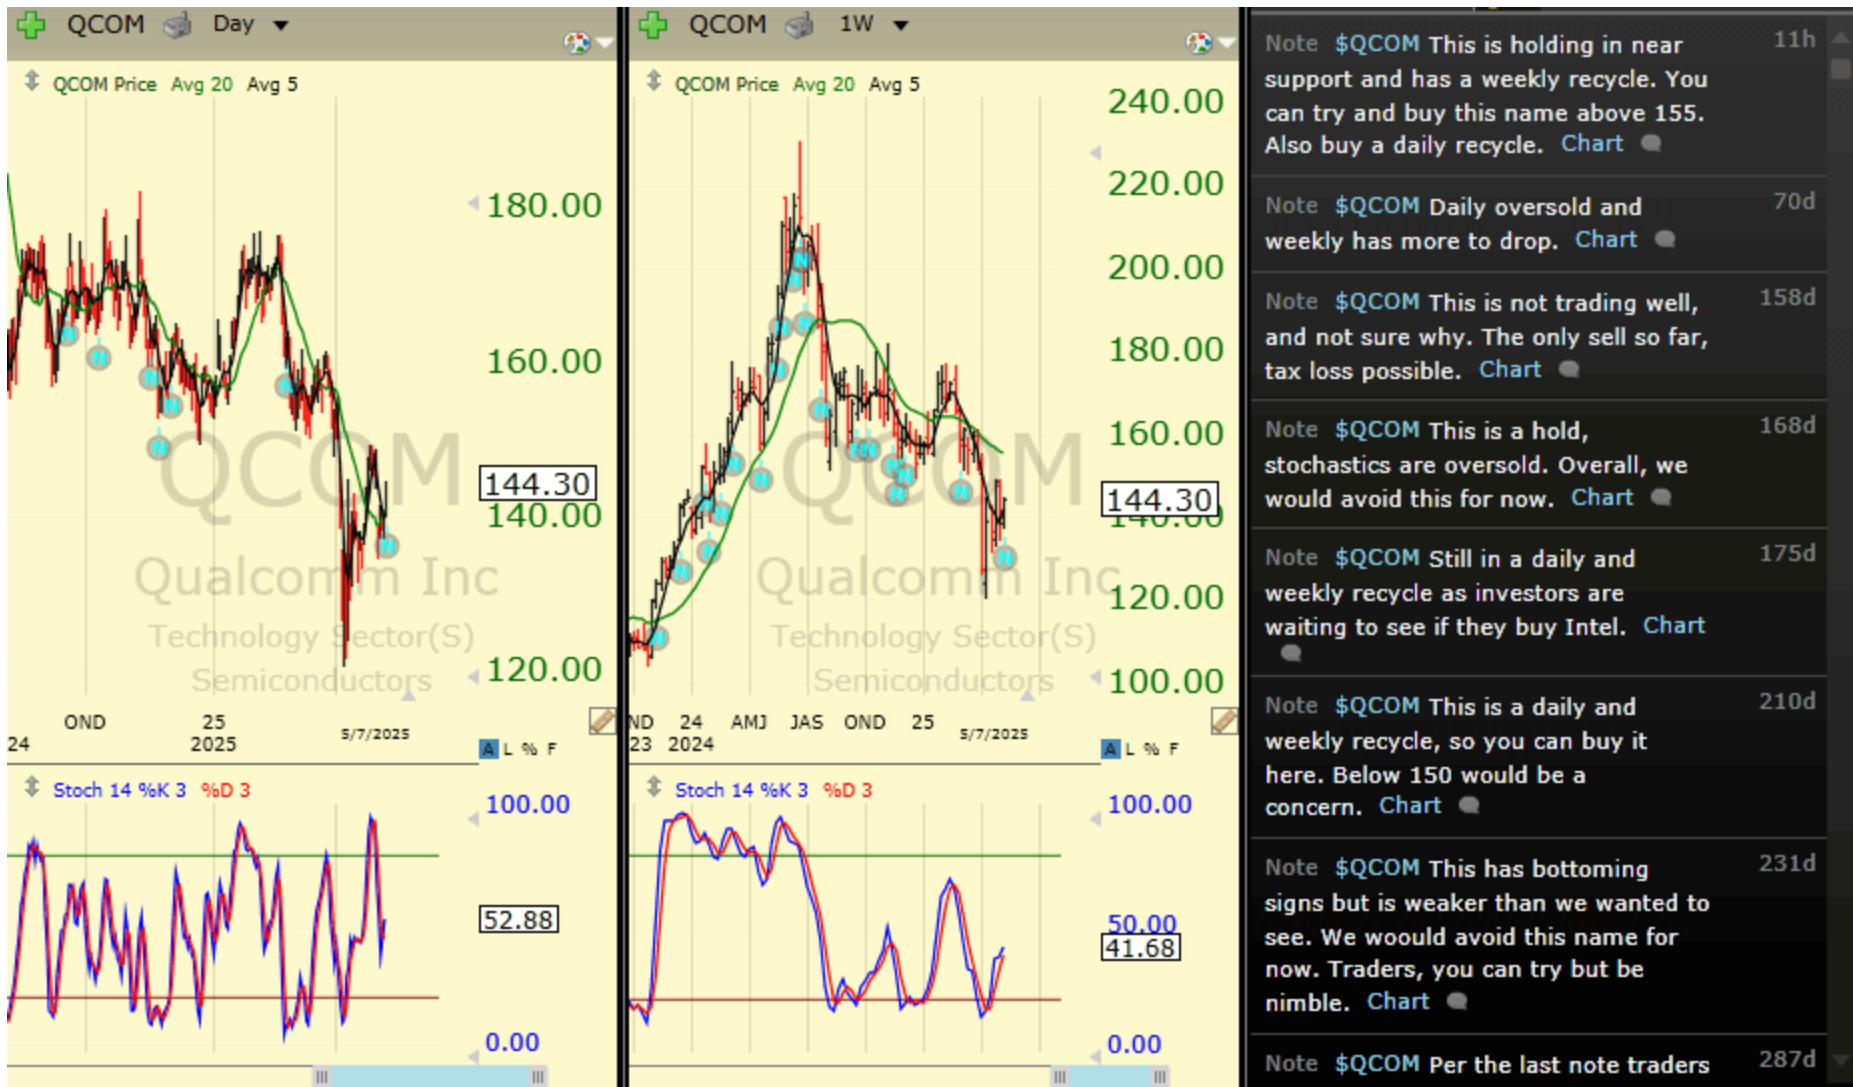 QCOM Day
QCOM Price Avg 20 Avg 5
180.00
160.00
144.30
140.00
120.00
QCOM
Qualcomm Inc
Technology Sector(S)
Semiconductors
OND 25
24 2025 5/7/2025
A L % F
Stoch 14 %K 3 %D 3
100.00
52.88
0.00
QCOM 1W
QCOM Price Avg 20 Avg 5
240.00
220.00
200.00
180.00
160.00
144.30
140.00
120.00
100.00
QCOM
Qualcomm Inc
Technology Sector(S)
Semiconductors
ND 24 AMJ JAS OND 25
23 2024 5/7/2025
A L % F
Stoch 14 %K 3 %D 3
100.00
50.00
41.68
0.00
Note $QCOM This is holding in near 11h
support and has a weekly recycle. You
can try and buy this name above 155.
Also buy a daily recycle. Chart
Note $QCOM Daily oversold and 70d
weekly has more to drop. Chart
Note $QCOM This is not trading well, 158d
and not sure why. The only sell so far,
tax loss possible. Chart
Note $QCOM This is a hold, 168d
stochastics are oversold. Overall, we
would avoid this for now. Chart
Note $QCOM Still in a daily and 175d
weekly recycle as investors are
waiting to see if they buy Intel. Chart
Note $QCOM This is a daily and 210d
weekly recycle, so you can buy it
here. Below 150 would be a
concern. Chart
Note $QCOM This has bottoming 231d
signs but is weaker than we wanted to
see. We woould avoid this name for
now. Traders, you can try but be
nimble. Chart
Note $QCOM Per the last note traders 287d